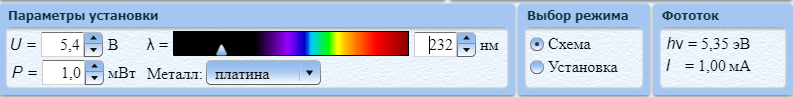 Параметры установки
U = 5,4 В λ = 232 нм
P = 1,0 мВт Металл: платина
Выбор режима
Схема
Установка
Фототок
hν = 5,35 эВ
I = 1,00 мА